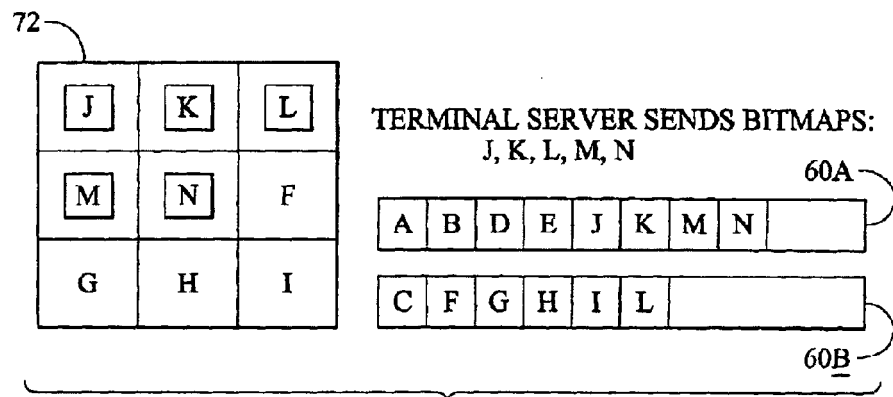 72
J K L
M N F
G H I
TERMINAL SERVER SENDS BITMAPS:
J, K, L, M, N
60A
A B D E J K M N
C F G H I L
60B